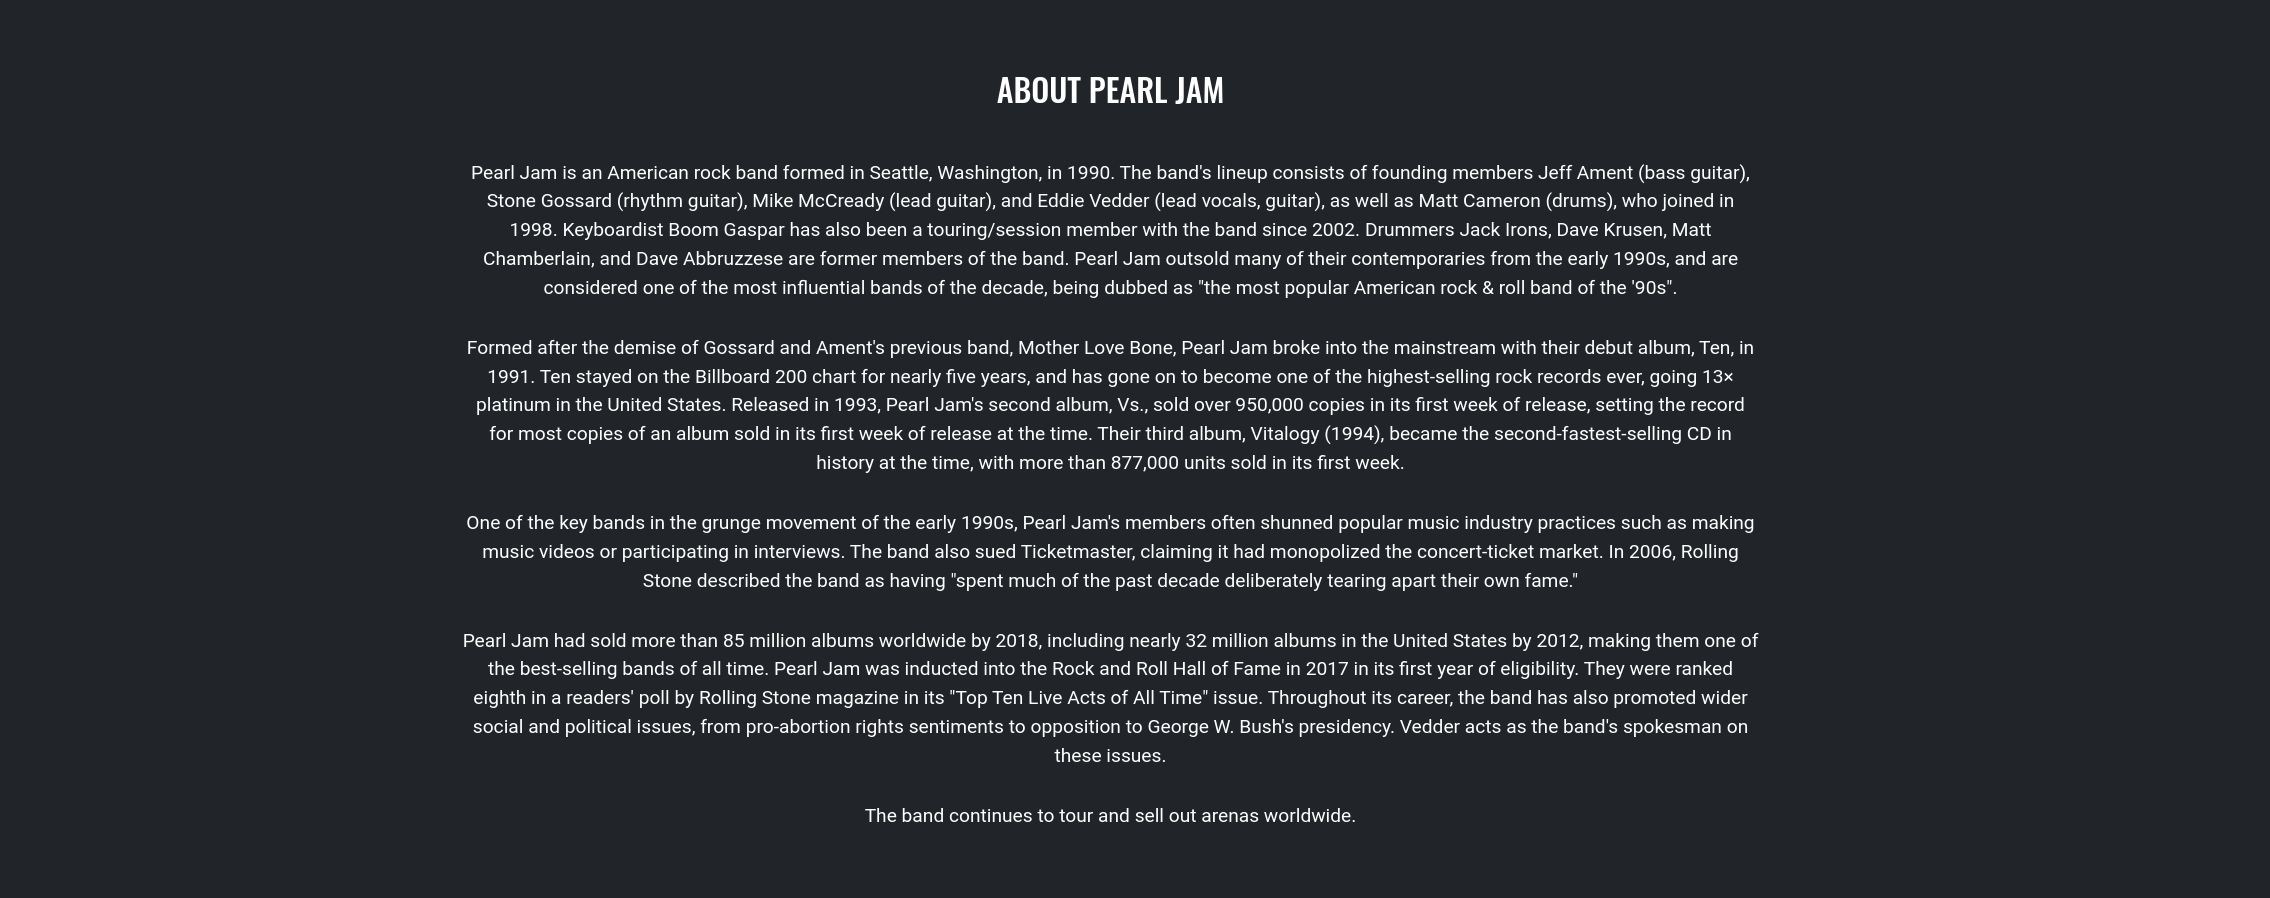 ABOUT PEARL JAM
Pearl Jam is an American rock band formed in Seattle, Washington, in 1990. The band's lineup consists of founding members Jeff Ament (bass guitar),
Stone Gossard (rhythm guitar), Mike McCready (lead guitar), and Eddie Vedder (lead vocals, guitar), as well as Matt Cameron (drums), who joined in
1998. Keyboardist Boom Gaspar has also been a touring/session member with the band since 2002. Drummers Jack Irons, Dave Krusen, Matt
Chamberlain, and Dave Abbruzzese are former members of the band. Pearl Jam outsold many of their contemporaries from the early 1990s, and are
considered one of the most influential bands of the decade, being dubbed as "the most popular American rock & roll band of the '90s".
Formed after the demise of Gossard and Ament's previous band, Mother Love Bone, Pearl Jam broke into the mainstream with their debut album, Ten, in
1991. Ten stayed on the Billboard 200 chart for nearly five years, and has gone on to become one of the highest-selling rock records ever, going 13×
platinum in the United States. Released in 1993, Pearl Jam's second album, Vs., sold over 950,000 copies in its first week of release, setting the record
for most copies of an album sold in its first week of release at the time. Their third album, Vitalogy (1994), became the second-fastest-selling CD in
history at the time, with more than 877,000 units sold in its first week.
One of the key bands in the grunge movement of the early 1990s, Pearl Jam's members often shunned popular music industry practices such as making
music videos or participating in interviews. The band also sued Ticketmaster, claiming it had monopolized the concert-ticket market. In 2006, Rolling
Stone described the band as having "spent much of the past decade deliberately tearing apart their own fame."
Pearl Jam had sold more than 85 million albums worldwide by 2018, including nearly 32 million albums in the United States by 2012, making them one of
the best-selling bands of all time. Pearl Jam was inducted into the Rock and Roll Hall of Fame in 2017 in its first year of eligibility. They were ranked
eighth in a readers' poll by Rolling Stone magazine in its "Top Ten Live Acts of All Time" issue. Throughout its career, the band has also promoted wider
social and political issues, from pro-abortion rights sentiments to opposition to George W. Bush's presidency. Vedder acts as the band's spokesman on
these issues.
The band continues to tour and sell out arenas worldwide.